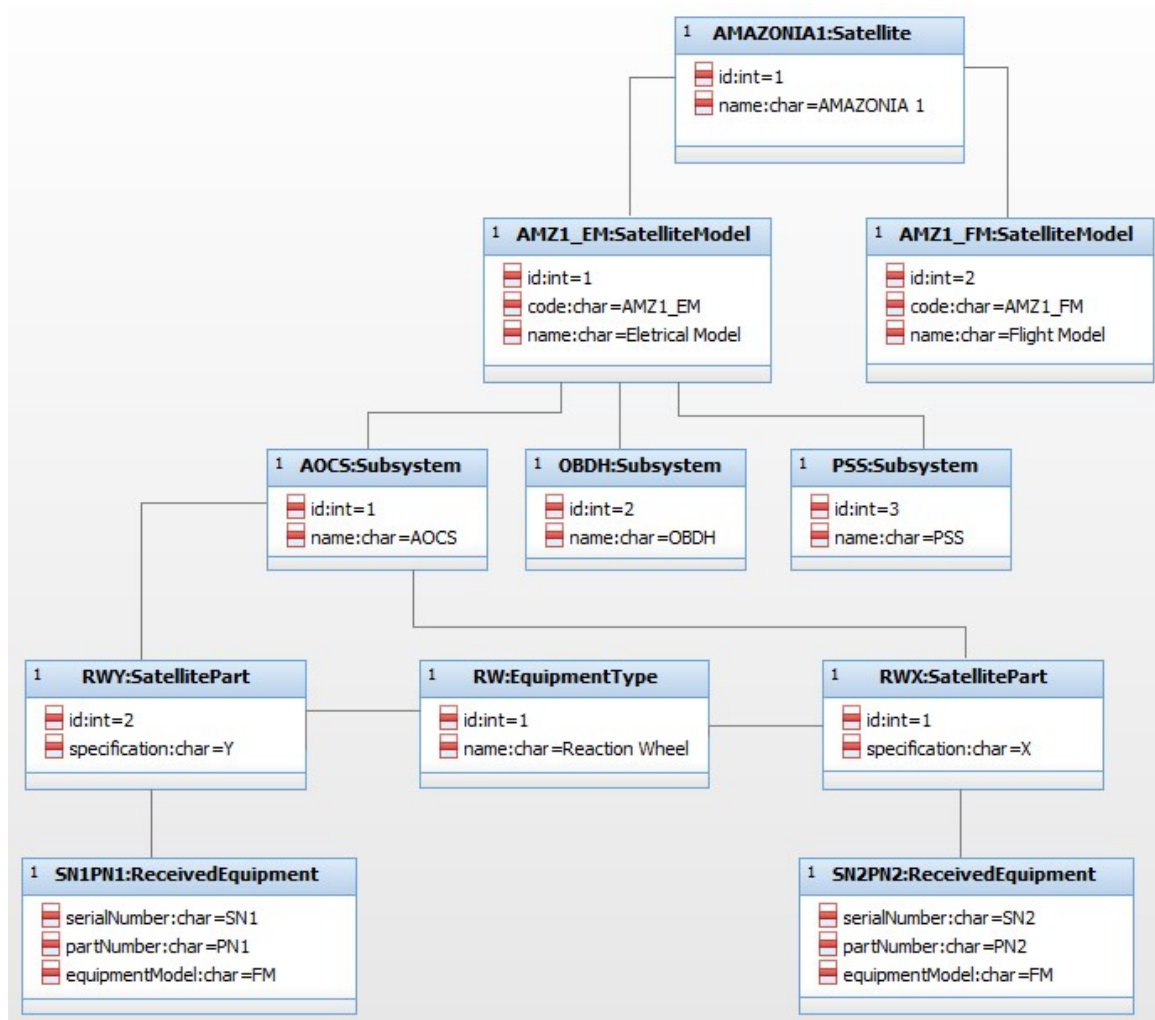 1 AMAZONIA1:Satellite
id:int=1
name:char=AMAZONIA 1
1 AMZ1_EM:SatelliteModel
id:int=1
code:char=AMZ1_EM
name:char=Eletrical Model
1 AMZ1_FM:SatelliteModel
id:int=2
code:char=AMZ1_FM
name:char=Flight Model
1 AOCS:Subsystem
id:int=1
name:char=AOCS
1 OBDH:Subsystem
id:int=2
name:char=OBDH
1 PSS:Subsystem
id:int=3
name:char=PSS
1 RWY:SatellitePart
id:int=2
specification:char=Y
1 RW:EquipmentType
id:int=1
name:char=Reaction Wheel
1 RWX:SatellitePart
id:int=1
specification:char=X
1 SN1PN1:ReceivedEquipment
serialNumber:char=SN1
partNumber:char=PN1
equipmentModel:char=FM
1 SN2PN2:ReceivedEquipment
serialNumber:char=SN2
partNumber:char=PN2
equipmentModel:char=FM